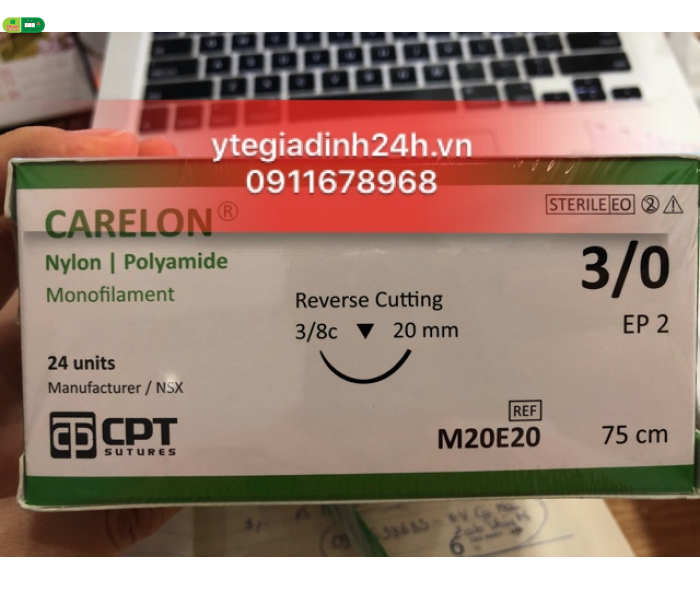 ytegiadinh24h.vn
0911678968
CARELON®
STERILE EO
Nylon | Polyamide
3/0
Monofilament
Reverse Cutting
EP 2
3/8c ▼ 20 mm
24 units
Manufacturer / NSX
REF
CPT
SUTURES
M20E20
75 cm